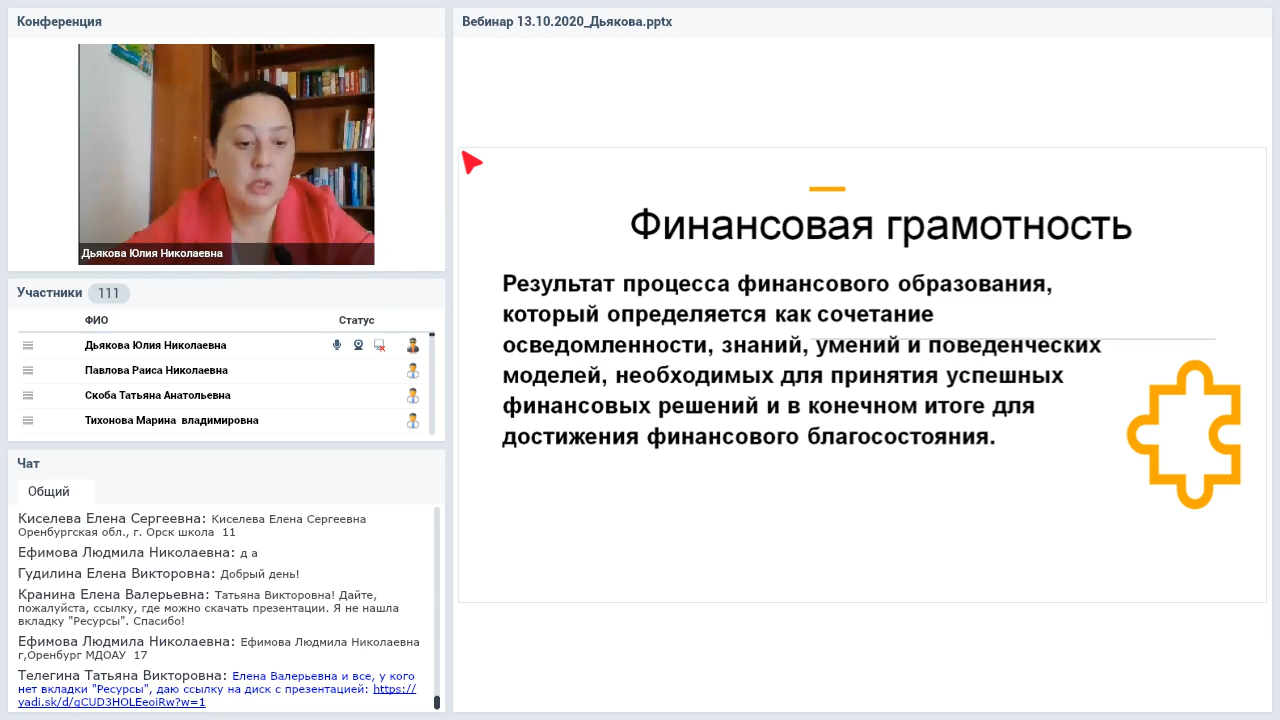 Конференция
Дьякова Юлия Николаевна
Участники 111
ФИО Статус
Дьякова Юлия Николаевна
Павлова Раиса Николаевна
Скоба Татьяна Анатольевна
Тихонова Марина владимировна
Чат
Общий
Киселева Елена Сергеевна: Киселева Елена Сергеевна
Оренбургская обл., г. Орск школа 11
Ефимова Людмила Николаевна: д а
Гудилина Елена Викторовна: Добрый день!
Кранина Елена Валерьевна: Татьяна Викторовна! Дайте,
пожалуйста, ссылку, где можно скачать презентации. Я не нашла
вкладку "Ресурсы". Спасибо!
Ефимова Людмила Николаевна: Ефимова Людмила Николаевна
г,Оренбург МДОАУ 17
Телегина Татьяна Викторовна: Елена Валерьевна и все, у кого
нет вкладки "Ресурсы", даю ссылку на диск с презентацией: https://
yadi.sk/d/gCUD3HOLEeoiRw?w=1
Вебинар 13.10.2020_Дьякова.pptx
Финансовая грамотность
Результат процесса финансового образования,
который определяется как сочетание
осведомленности, знаний, умений и поведенческих
моделей, необходимых для принятия успешных
финансовых решений и в конечном итоге для
достижения финансового благосостояния.